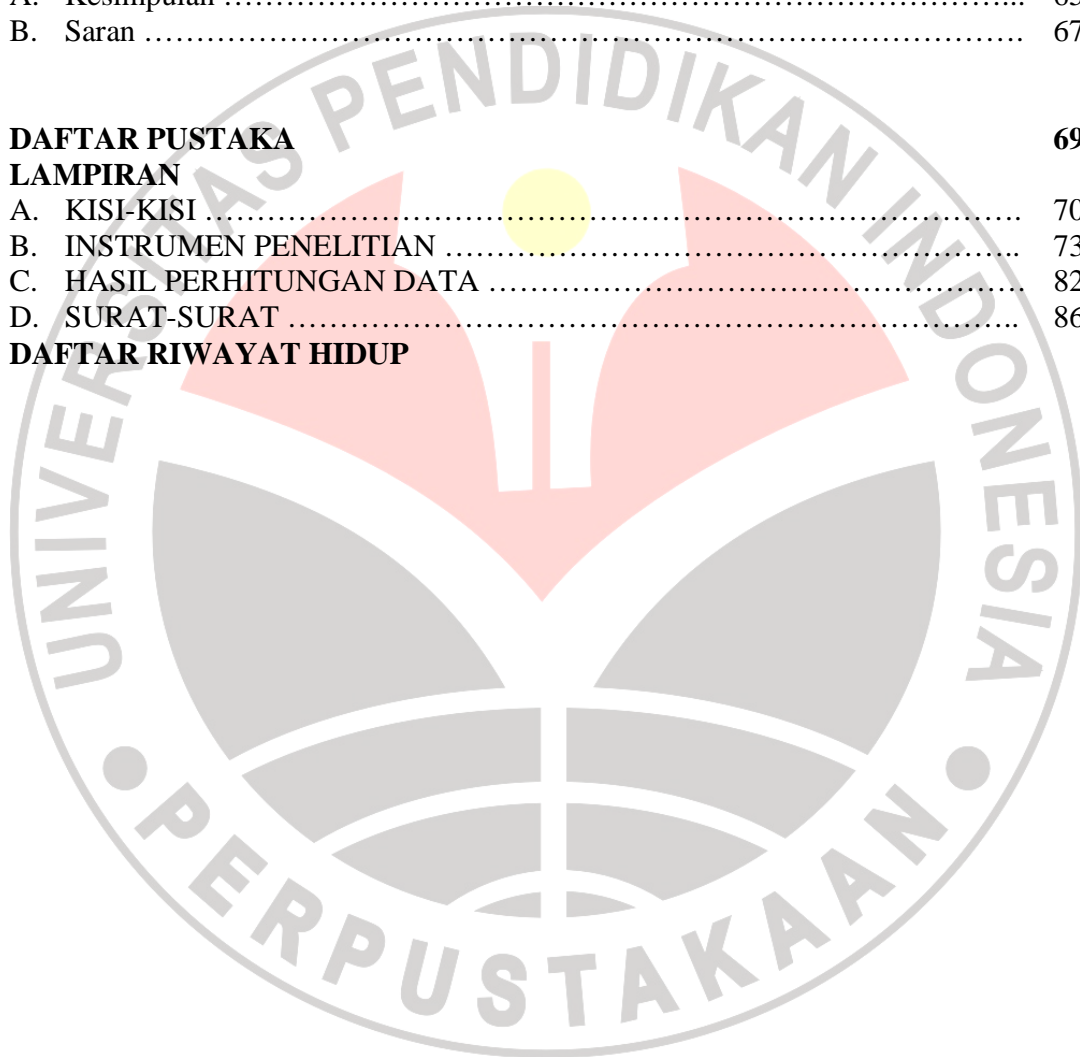 B. Saran ……………………………………………………………………… 67
DAFTAR PUSTAKA 69
LAMPIRAN
A. KISI-KISI ………………………………………………………………… 70
B. INSTRUMEN PENELITIAN …………………………………………….. 73
C. HASIL PERHITUNGAN DATA ………………………………………… 82
D. SURAT-SURAT ………………………………………………………….. 86
DAFTAR RIWAYAT HIDUP
UNIVERSITAS PENDIDIKAN INDONESIA
PERPUSTAKAAN